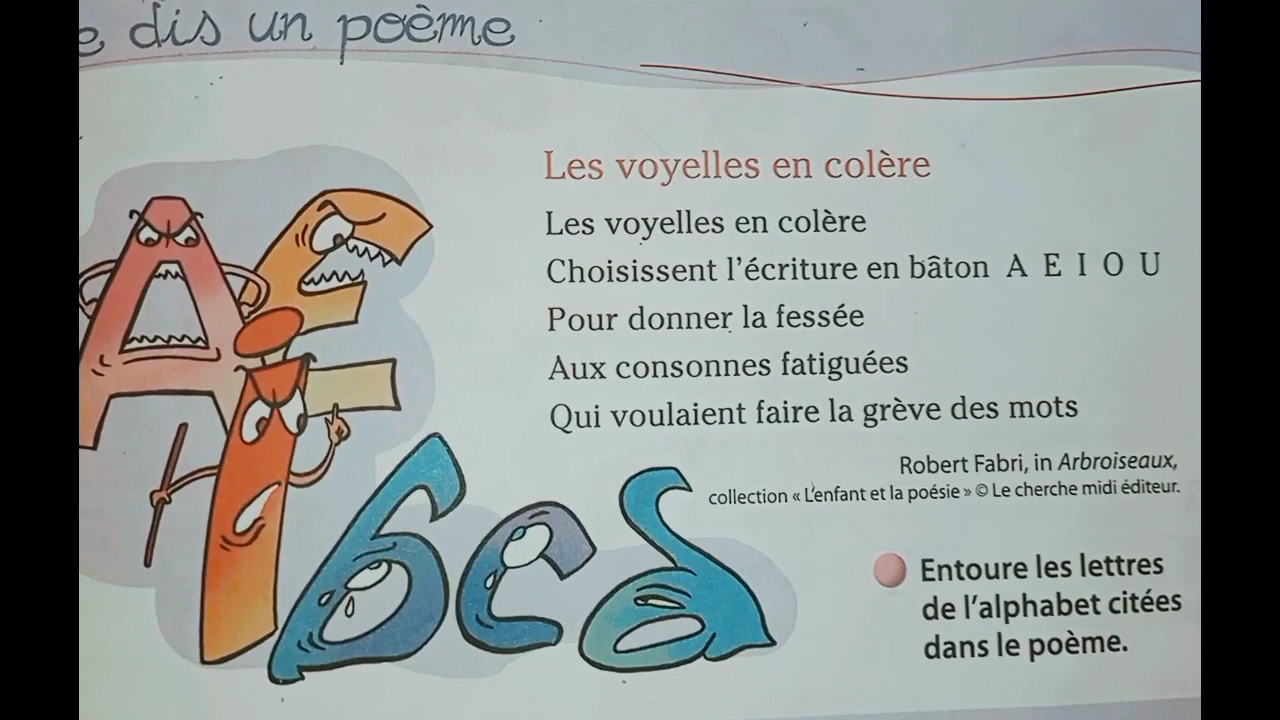 dis un poème
Les voyelles en colère
Les voyelles en colère
Choisissent l'écriture en bâton A E I O U
Pour donner la fessée
Aux consonnes fatiguées
Qui voulaient faire la grève des mots
Robert Fabri, in Arbroiseaux,
collection « L'enfant et la poésie » © Le cherche midi éditeur.
Entoure les lettres
de l'alphabet citées
dans le poème.
A E I
b c d